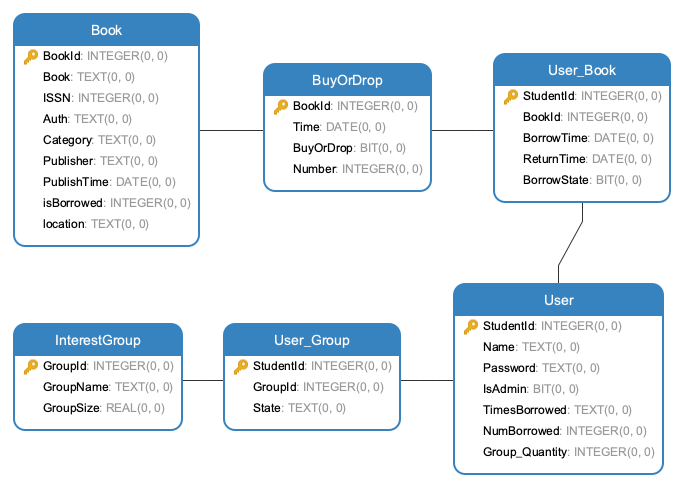 Book
BookId: INTEGER(0, 0)
Book: TEXT(0, 0)
ISSN: INTEGER(0, 0)
Auth: TEXT(0, 0)
Category: TEXT(0, 0)
Publisher: TEXT(0, 0)
PublishTime: DATE(0, 0)
isBorrowed: INTEGER(0, 0)
location: TEXT(0, 0)
BuyOrDrop
BookId: INTEGER(0, 0)
Time: DATE(0, 0)
BuyOrDrop: BIT(0, 0)
Number: INTEGER(0, 0)
User_Book
StudentId: INTEGER(0, 0)
BookId: INTEGER(0, 0)
BorrowTime: DATE(0, 0)
ReturnTime: DATE(0, 0)
BorrowState: BIT(0, 0)
InterestGroup
GroupId: INTEGER(0, 0)
GroupName: TEXT(0, 0)
GroupSize: REAL(0, 0)
User_Group
StudentId: INTEGER(0, 0)
GroupId: INTEGER(0, 0)
State: TEXT(0, 0)
User
StudentId: INTEGER(0, 0)
Name: TEXT(0, 0)
Password: TEXT(0, 0)
IsAdmin: BIT(0, 0)
TimesBorrowed: TEXT(0, 0)
NumBorrowed: INTEGER(0, 0)
Group_Quantity: INTEGER(0, 0)